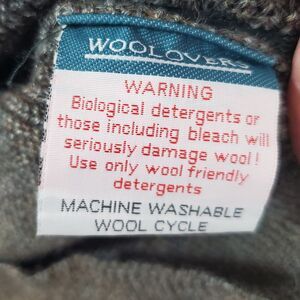 WOOLOVERS
WARNING
Biological detergents or
those including bleach will
seriously damage wool!
Use only wool friendly
detergents
MACHINE WASHABLE
WOOL CYCLE